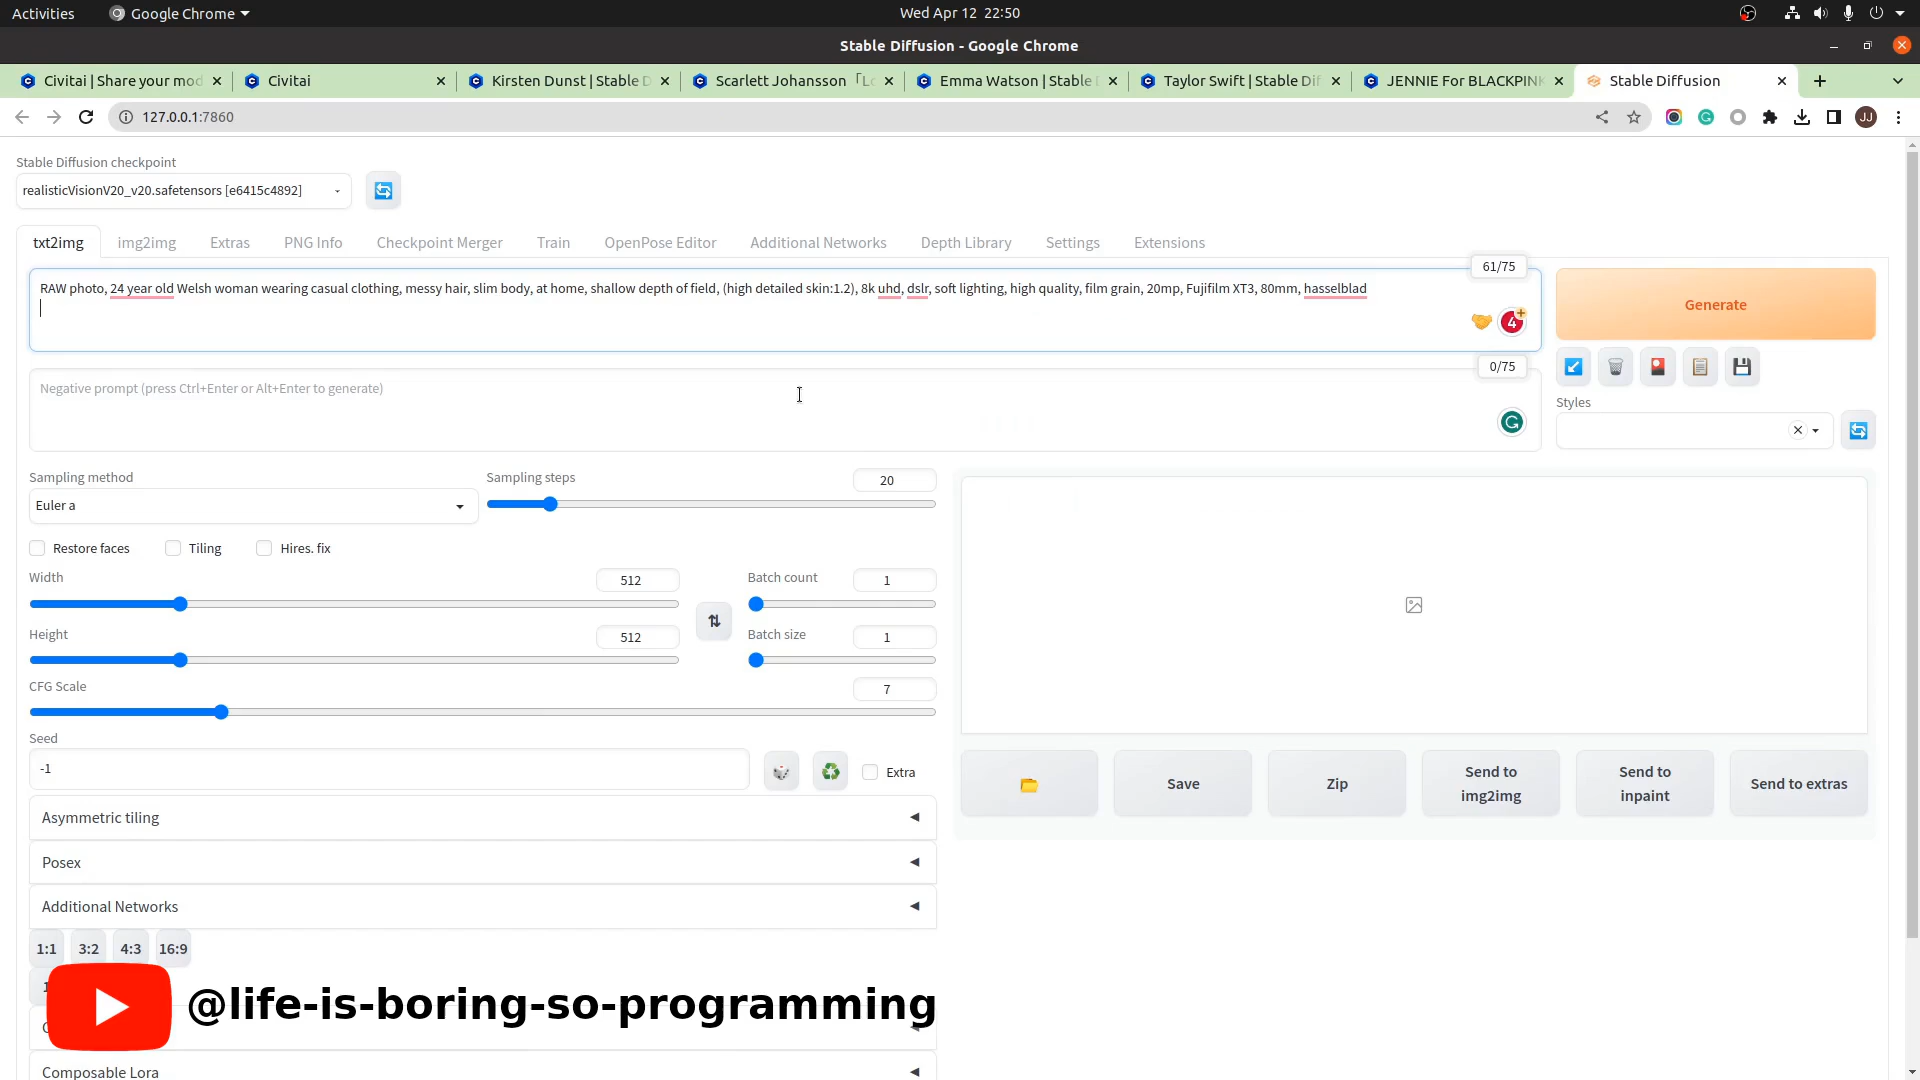 Activities Google Chrome Wed Apr 12 22:50
Stable Diffusion - Google Chrome
Civitai | Share your mod Civitai Kirsten Dunst | Stable D Scarlett Johansson「Lo Emma Watson | Stable Taylor Swift | Stable Dif JENNIE For BLACKPINK Stable Diffusion
127.0.0.1:7860 JJ
Stable Diffusion checkpoint
realisticVisionV20_v20.safetensors [e6415c4892]
txt2img img2img Extras PNG Info Checkpoint Merger Train OpenPose Editor Additional Networks Depth Library Settings Extensions
61/75
RAW photo, 24 year old Welsh woman wearing casual clothing, messy hair, slim body, at home, shallow depth of field, (high detailed skin:1.2), 8k uhd, dslr, soft lighting, high quality, film grain, 20mp, Fujifilm XT3, 80mm, hasselblad
4
Generate
0/75
Negative prompt (press Ctrl+Enter or Alt+Enter to generate)
Styles
Sampling method Sampling steps 20
Euler a
Restore faces Tiling Hires. fix
Width 512 Batch count 1
Height 512 Batch size 1
CFG Scale 7
Seed
-1
Extra
Save Zip Send to img2img Send to inpaint Send to extras
Asymmetric tiling
Posex
Additional Networks
1:1 3:2 4:3 16:9
@life-is-boring-so-programming
Composable Lora